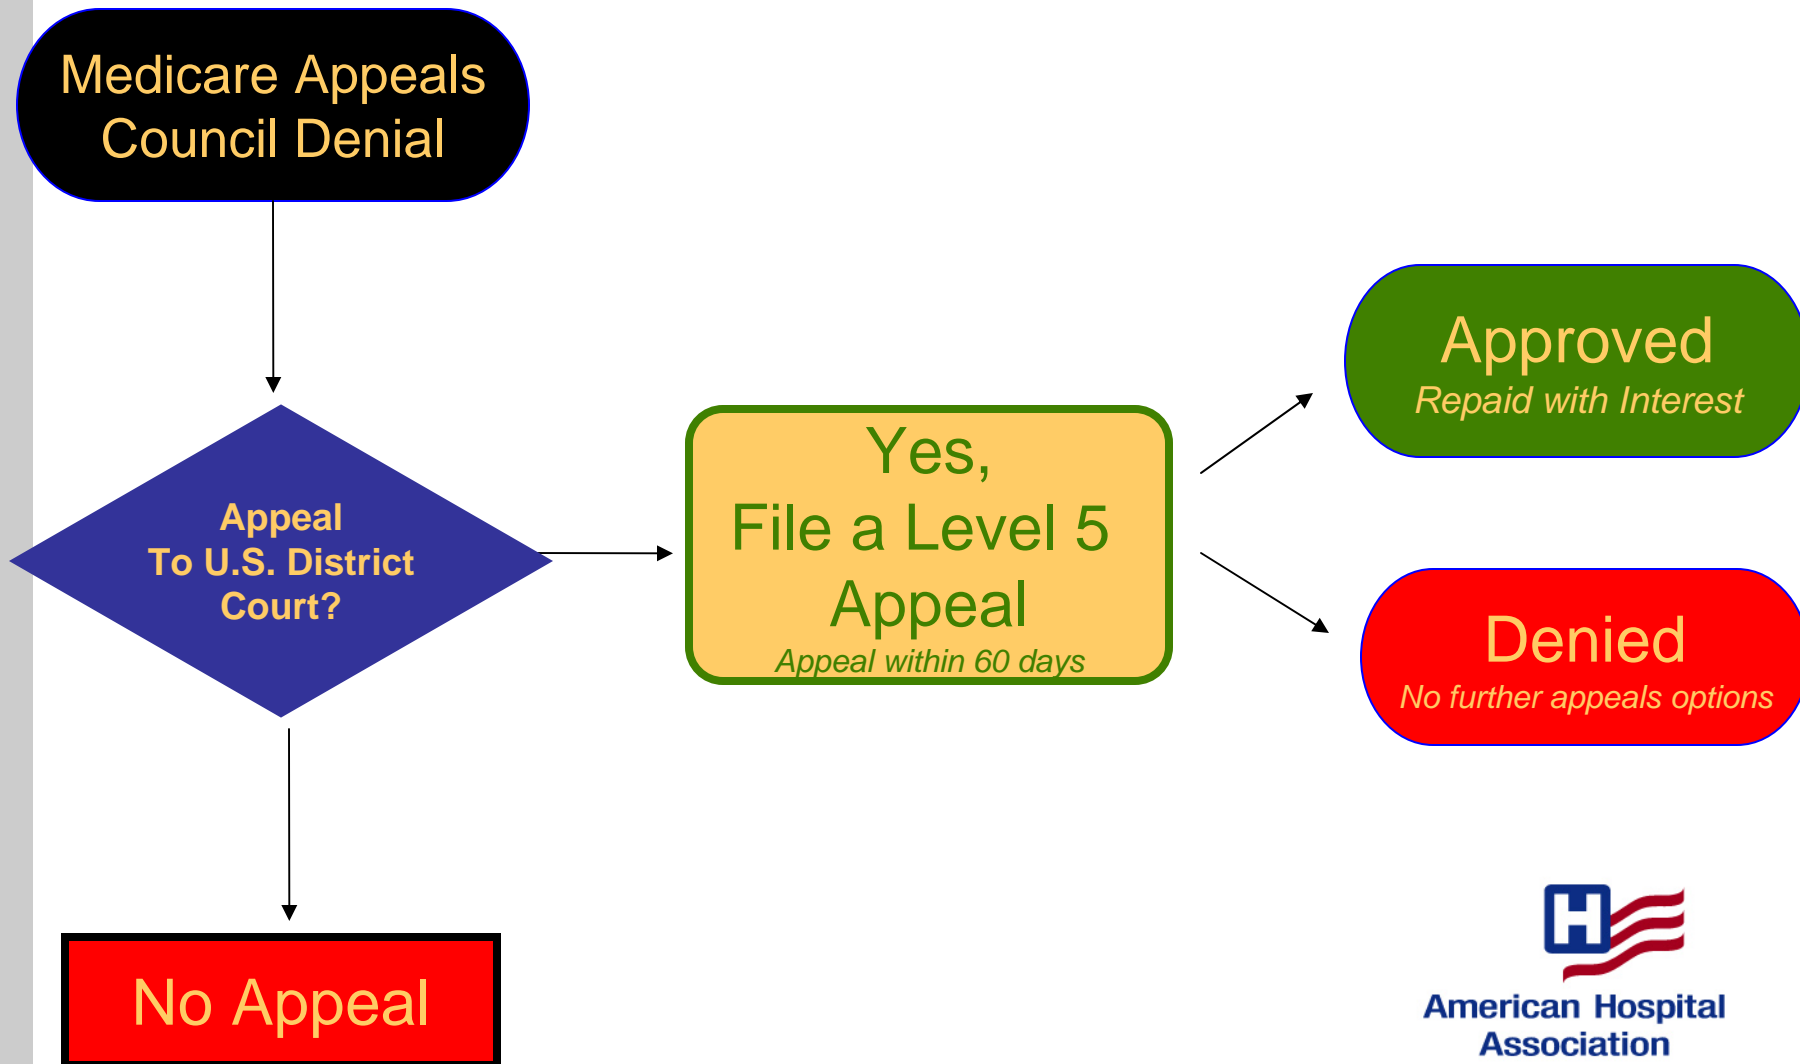 Medicare Appeals
Council Denial
Appeal
To U.S. District
Court?
Yes,
File a Level 5
Appeal
Appeal within 60 days
Approved
Repaid with Interest
Denied
No further appeals options
No Appeal
H
American Hospital
Association